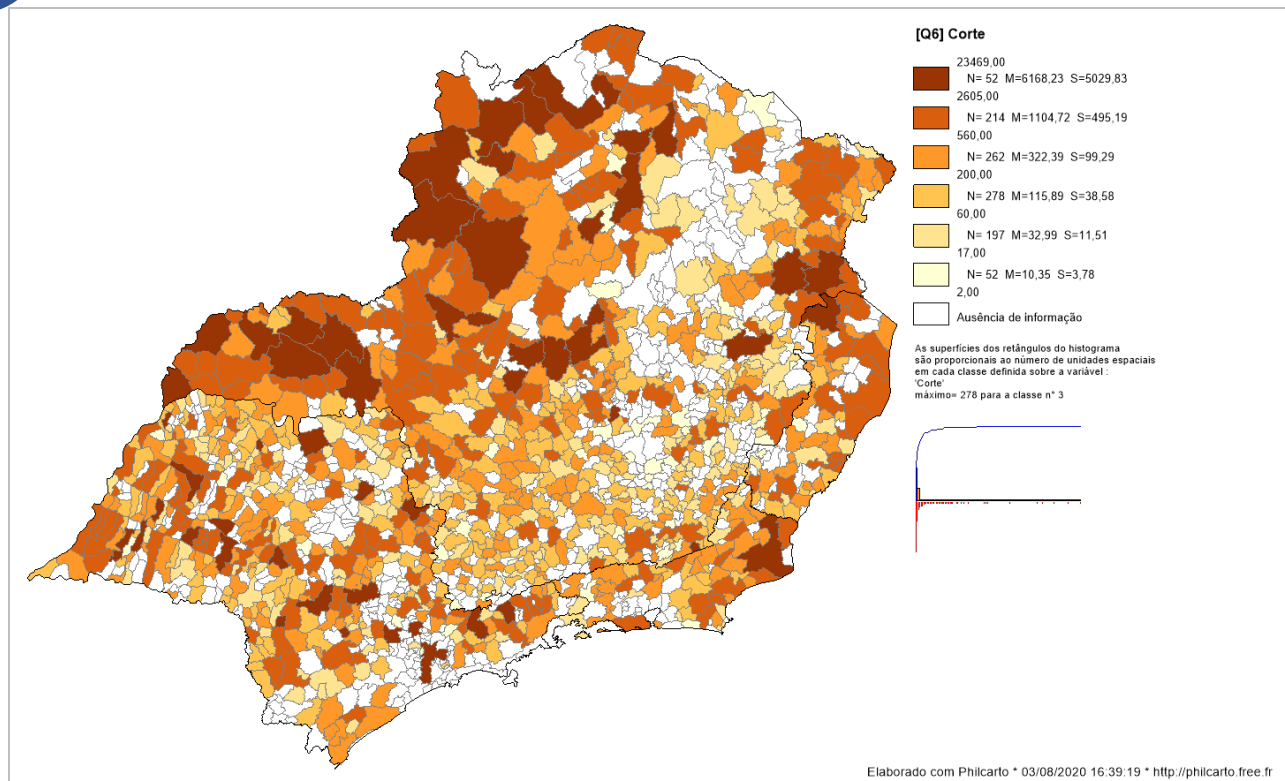 [Q6] Corte
23469,00
N= 52 M=6168,23 S=5029,83
2605,00
N= 214 M=1104,72 S=495,19
560,00
N= 262 M=322,39 S=99,29
200,00
N= 278 M=115,89 S=38,58
60,00
N= 197 M=32,99 S=11,51
17,00
N= 52 M=10,35 S=3,78
2,00
Ausência de informação
As superfícies dos retângulos do histograma
são proporcionais ao número de unidades espaciais
em cada classe definida sobre a variável :
'Corte'
máximo= 278 para a classe n° 3
Elaborado com Philcarto * 03/08/2020 16:39:19 * http://philcarto.free.fr